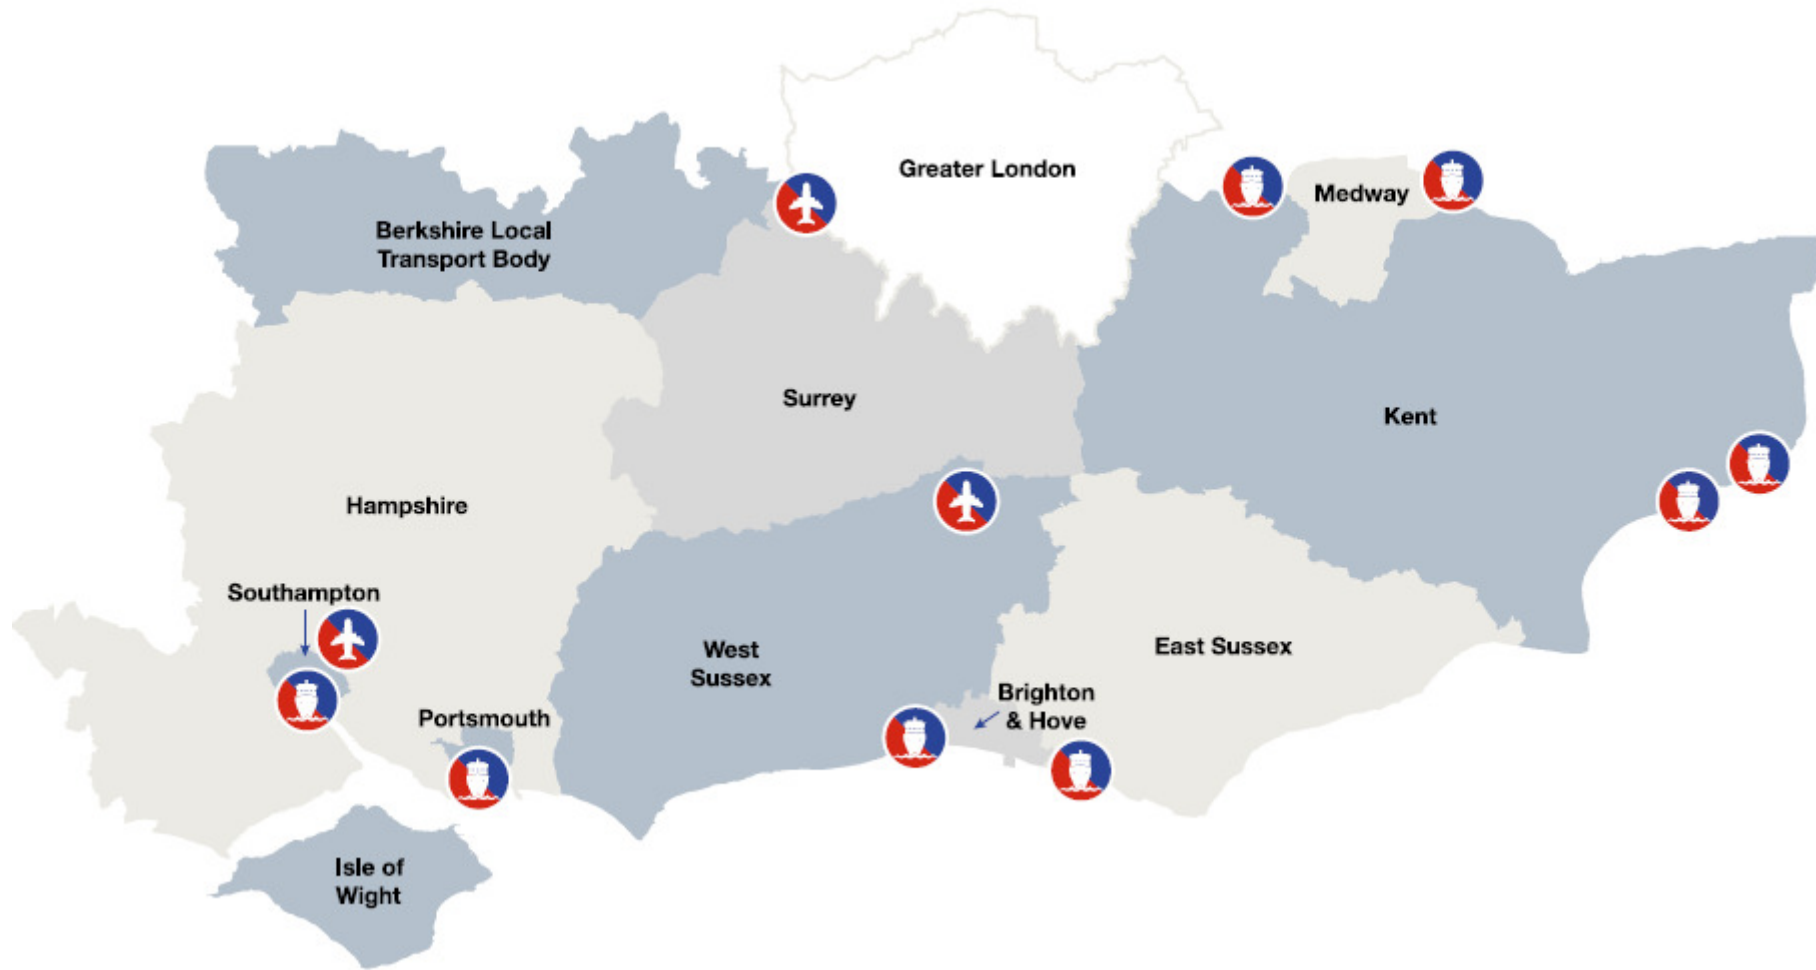 Greater London
Medway
Berkshire Local
Transport Body
Surrey
Kent
Hampshire
Southampton
West
Sussex
East Sussex
Brighton
& Hove
Portsmouth
Isle of
Wight